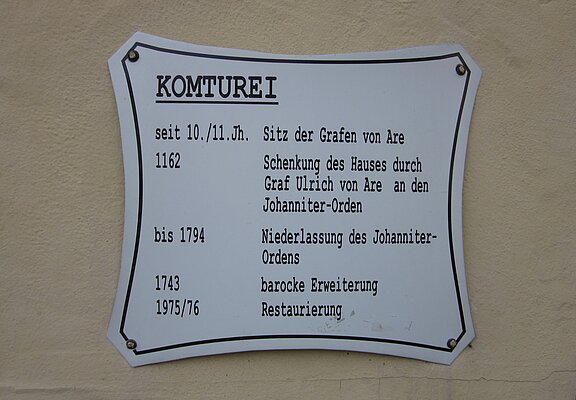 KOMTUREI
seit 10./11.Jh. Sitz der Grafen von Are
1162 Schenkung des Hauses durch
Graf Ulrich von Are an den
Johanniter-Orden
bis 1794 Niederlassung des Johanniter-
Ordens
1743 barocke Erweiterung
1975/76 Restaurierung